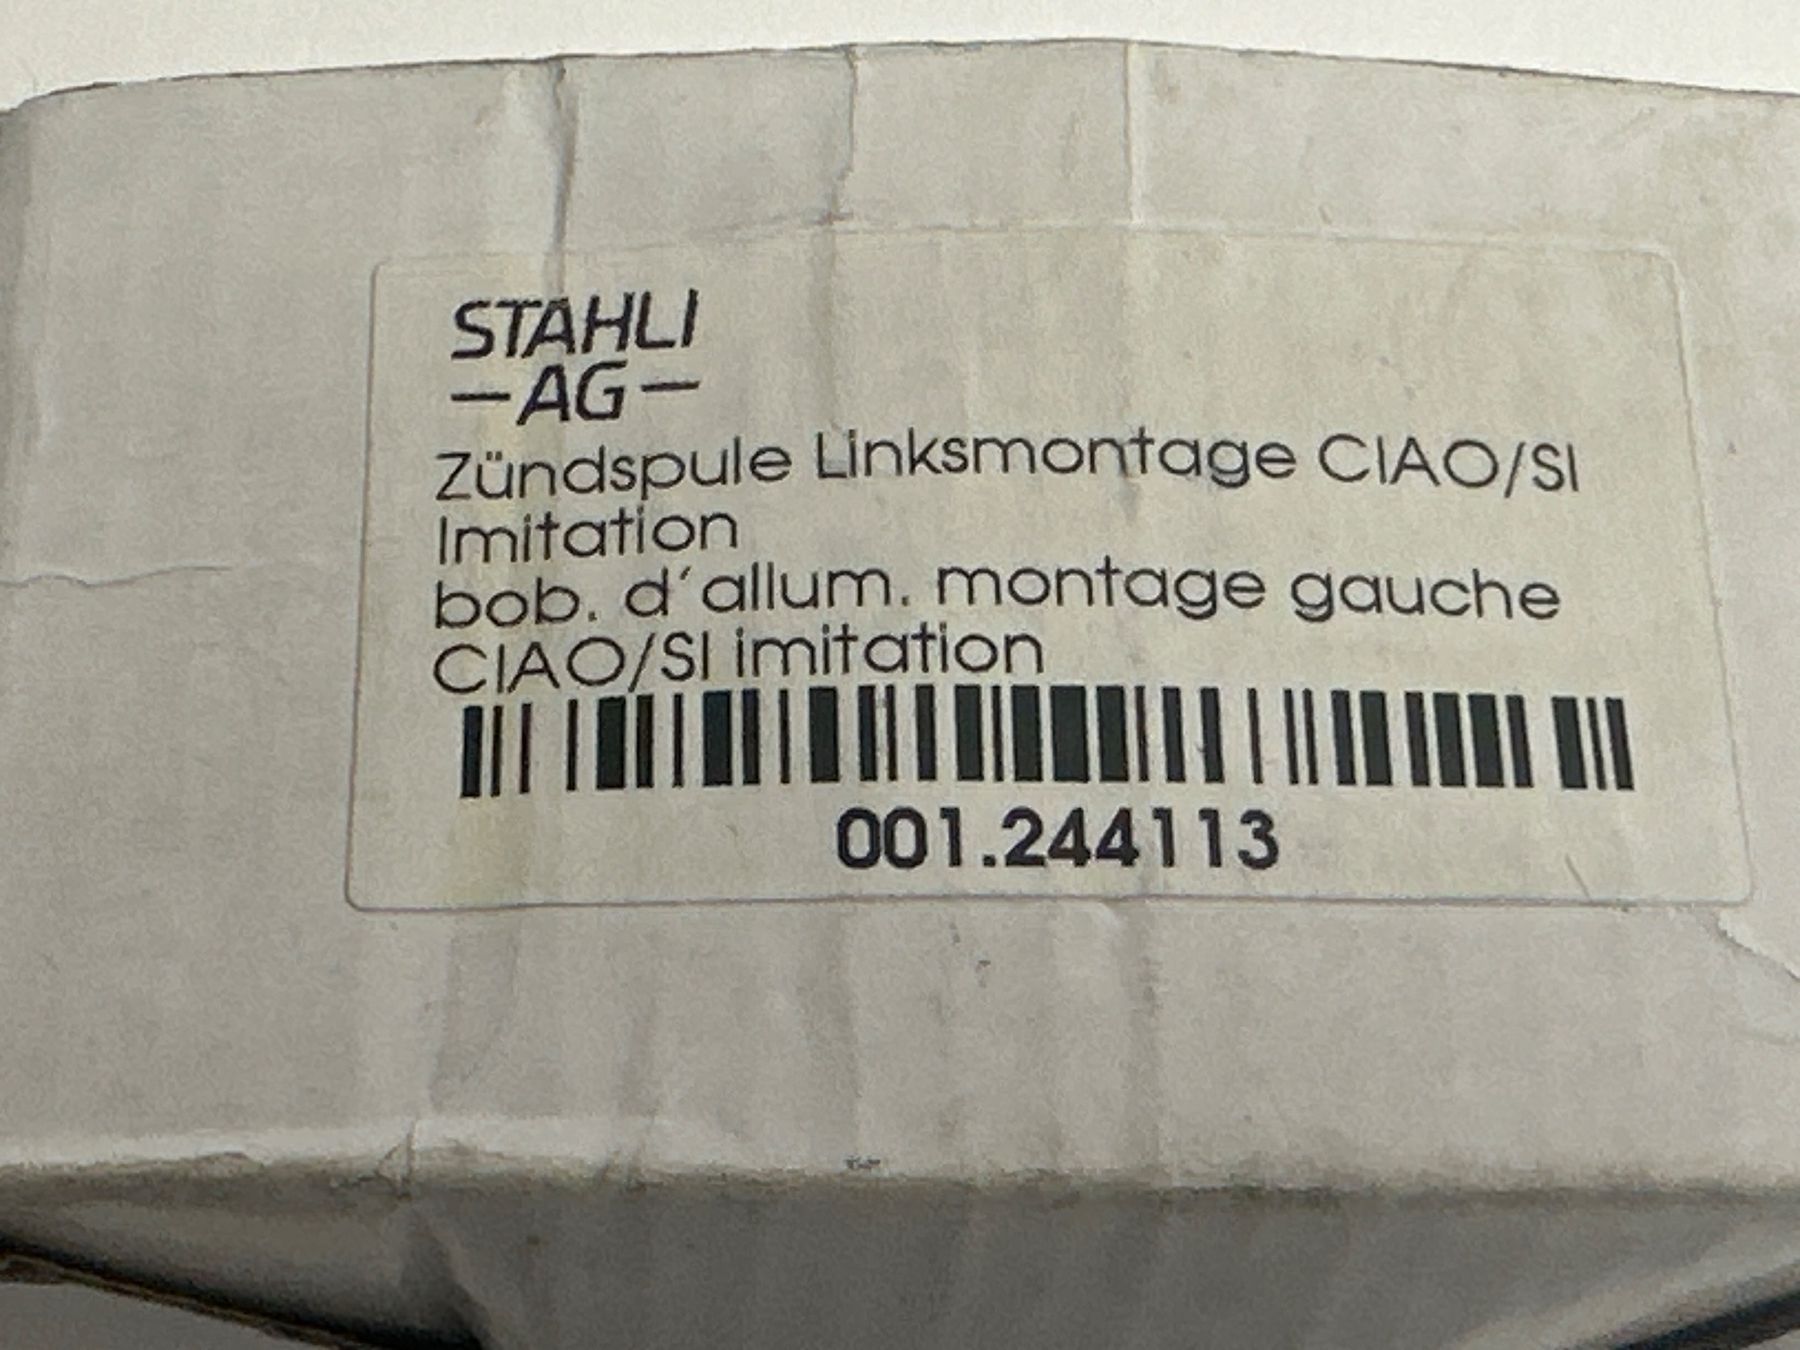 STAHLI
-AG-
Zündspule Linksmontage CIAO/SI
Imitation
bob. d'allum. montage gauche
CIAO/SI imitation
001.244113